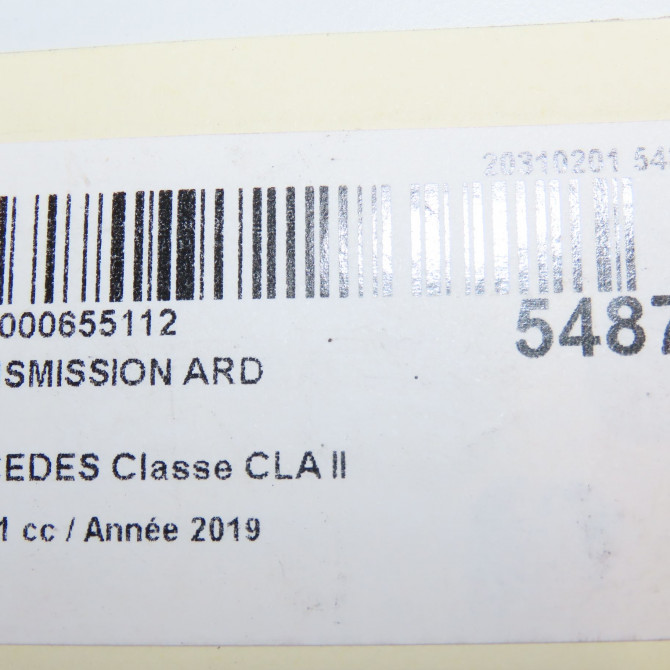 20310201 54
000655112
5487
SMISSION ARD
EDES Classe CLA II
1 cc / Année 2019